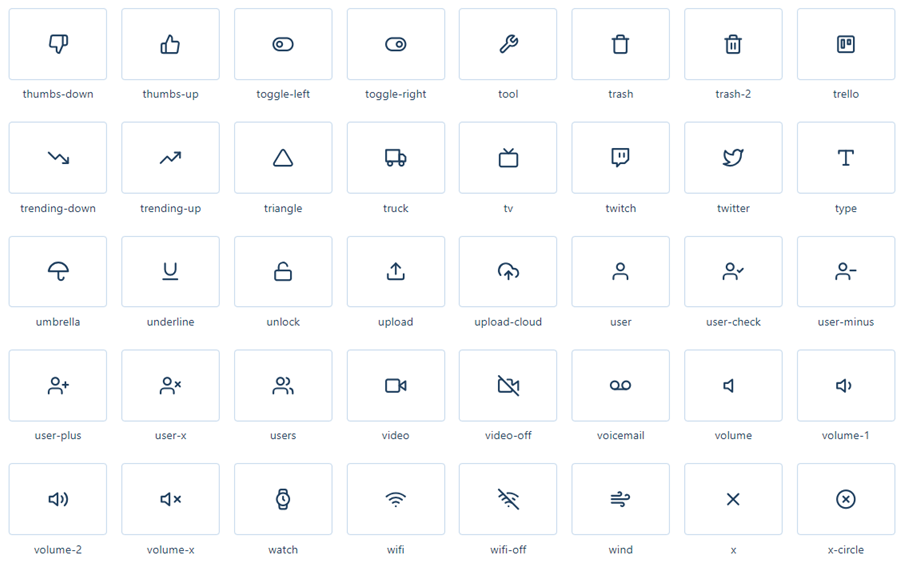 thumbs-down thumbs-up toggle-left toggle-right tool trash trash-2 trello
trending-down trending-up triangle truck tv twitch twitter type
umbrella underline unlock upload upload-cloud user user-check user-minus
user-plus user-x users video video-off voicemail volume volume-1
volume-2 volume-x watch wifi wifi-off wind x x-circle